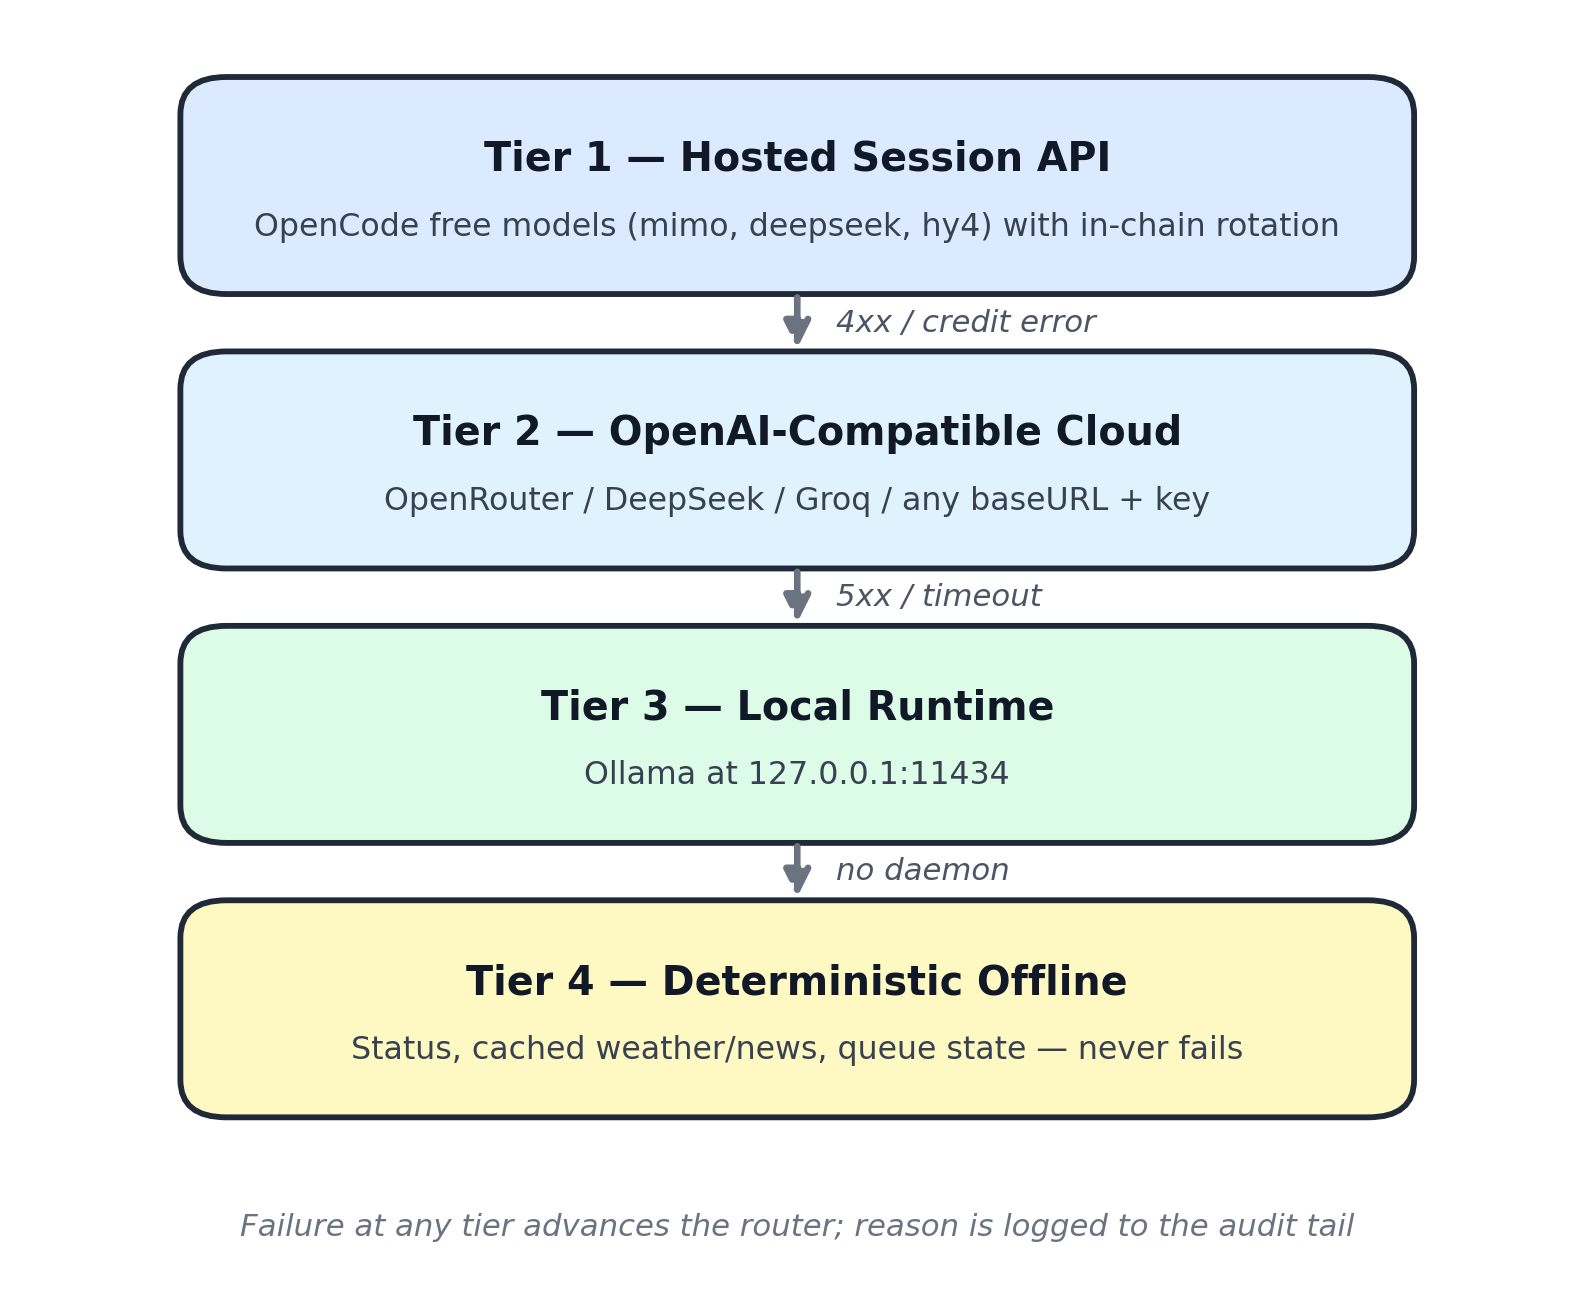 Tier 1 — Hosted Session API
OpenCode free models (mimo, deepseek, hy4) with in-chain rotation
4xx / credit error
Tier 2 — OpenAI-Compatible Cloud
OpenRouter / DeepSeek / Groq / any baseURL + key
5xx / timeout
Tier 3 — Local Runtime
Ollama at 127.0.0.1:11434
no daemon
Tier 4 — Deterministic Offline
Status, cached weather/news, queue state — never fails
Failure at any tier advances the router; reason is logged to the audit tail